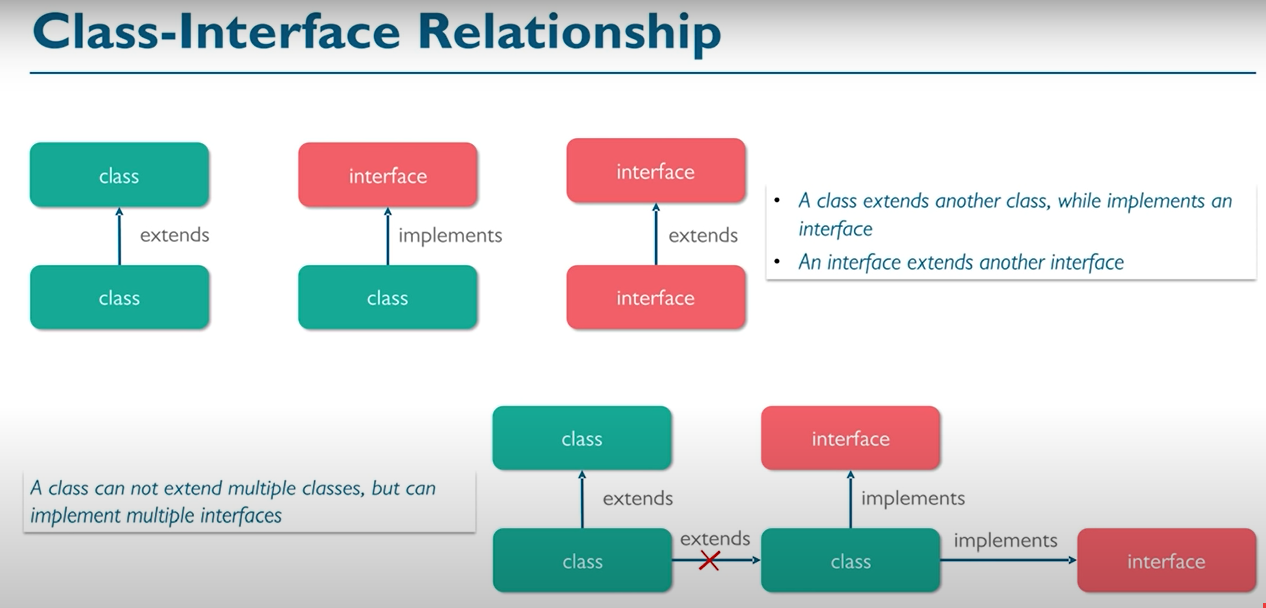 Class-Interface Relationship
class
interface
interface
extends
implements
extends
class
class
interface
• A class extends another class, while implements an
interface
• An interface extends another interface
A class can not extend multiple classes, but can
implement multiple interfaces
class
interface
extends
implements
class
extends
class
implements
interface